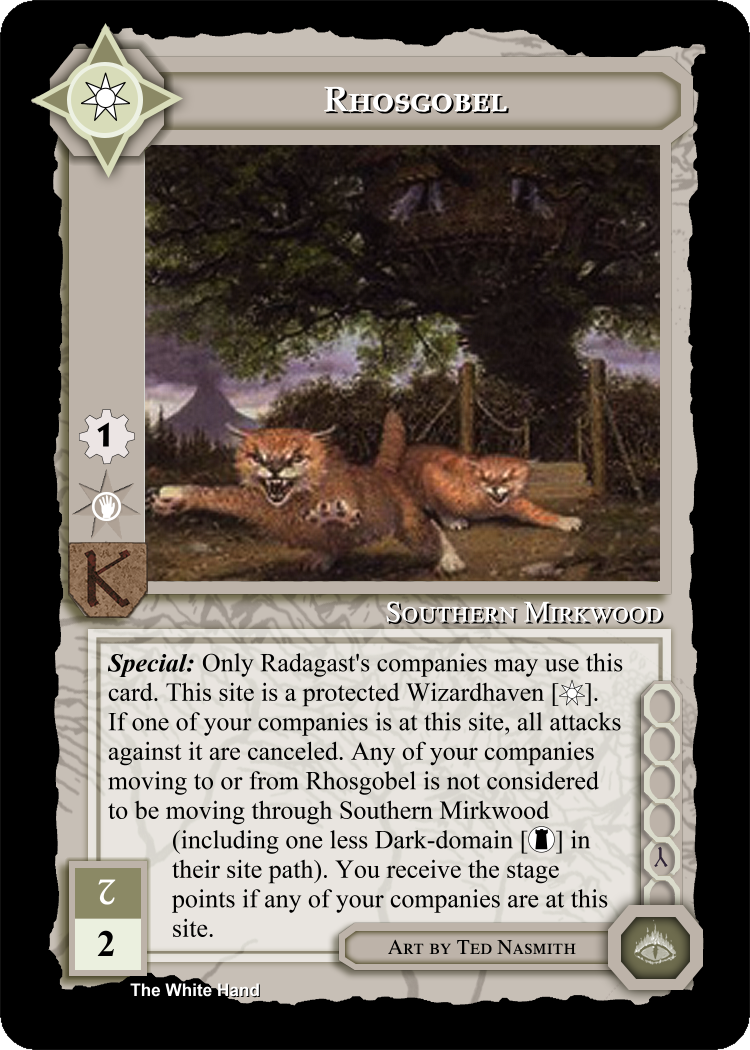 Rhosgobel
1
K
Southern Mirkwood
Special: Only Radagast's companies may use this
card. This site is a protected Wizardhaven [ ].
If one of your companies is at this site, all attacks
against it are canceled. Any of your companies
moving to or from Rhosgobel is not considered
to be moving through Southern Mirkwood
(including one less Dark-domain [ ] in
their site path). You receive the stage
points if any of your companies are at this
site.
2
2
Art by Ted Nasmith
The White Hand